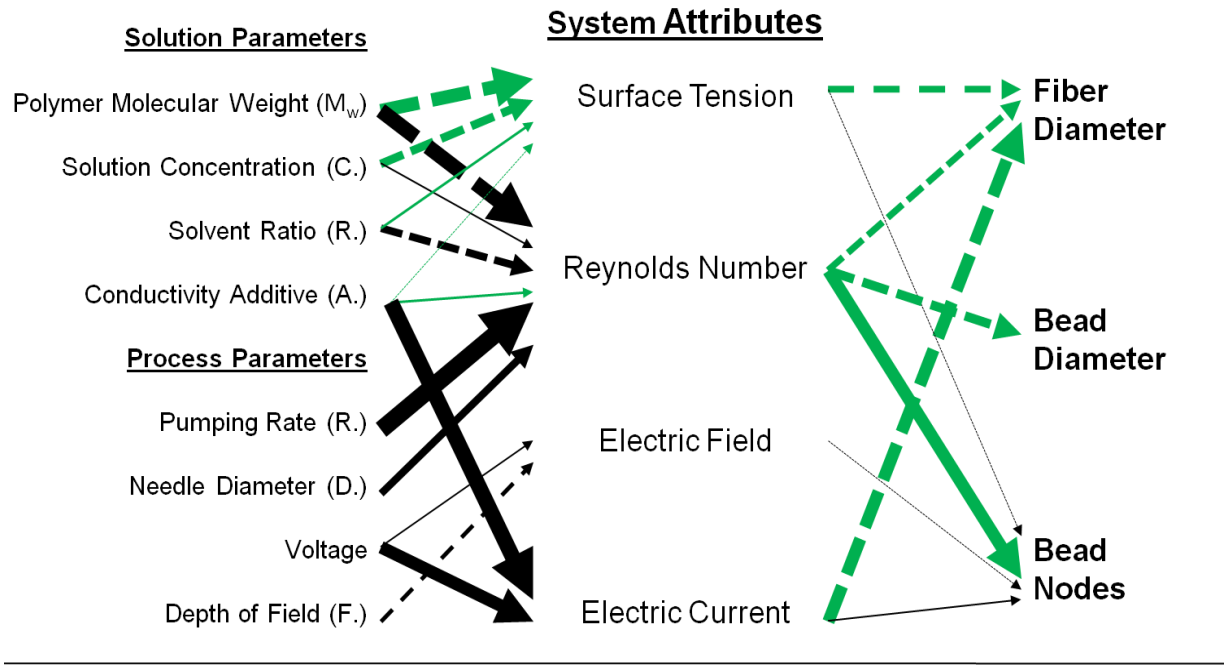 System Attributes
Solution Parameters
Polymer Molecular Weight (Mw)
Solution Concentration (C.)
Solvent Ratio (R.)
Conductivity Additive (A.)
Process Parameters
Pumping Rate (R.)
Needle Diameter (D.)
Voltage
Depth of Field (F.)
Surface Tension
Reynolds Number
Electric Field
Electric Current
Fiber
Diameter
Bead
Diameter
Bead
Nodes